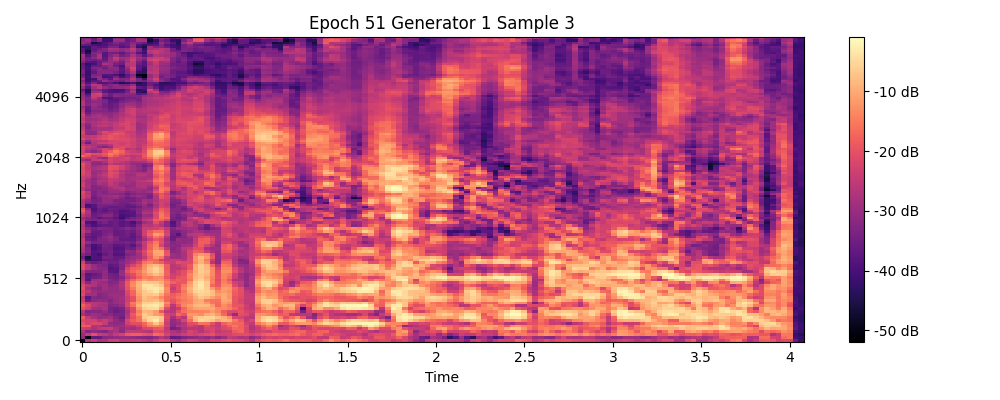 Epoch 51 Generator 1 Sample 3
Hz
4096
2048
1024
512
0
0 0.5 1 1.5 2 2.5 3 3.5 4
Time
-10 dB
-20 dB
-30 dB
-40 dB
-50 dB